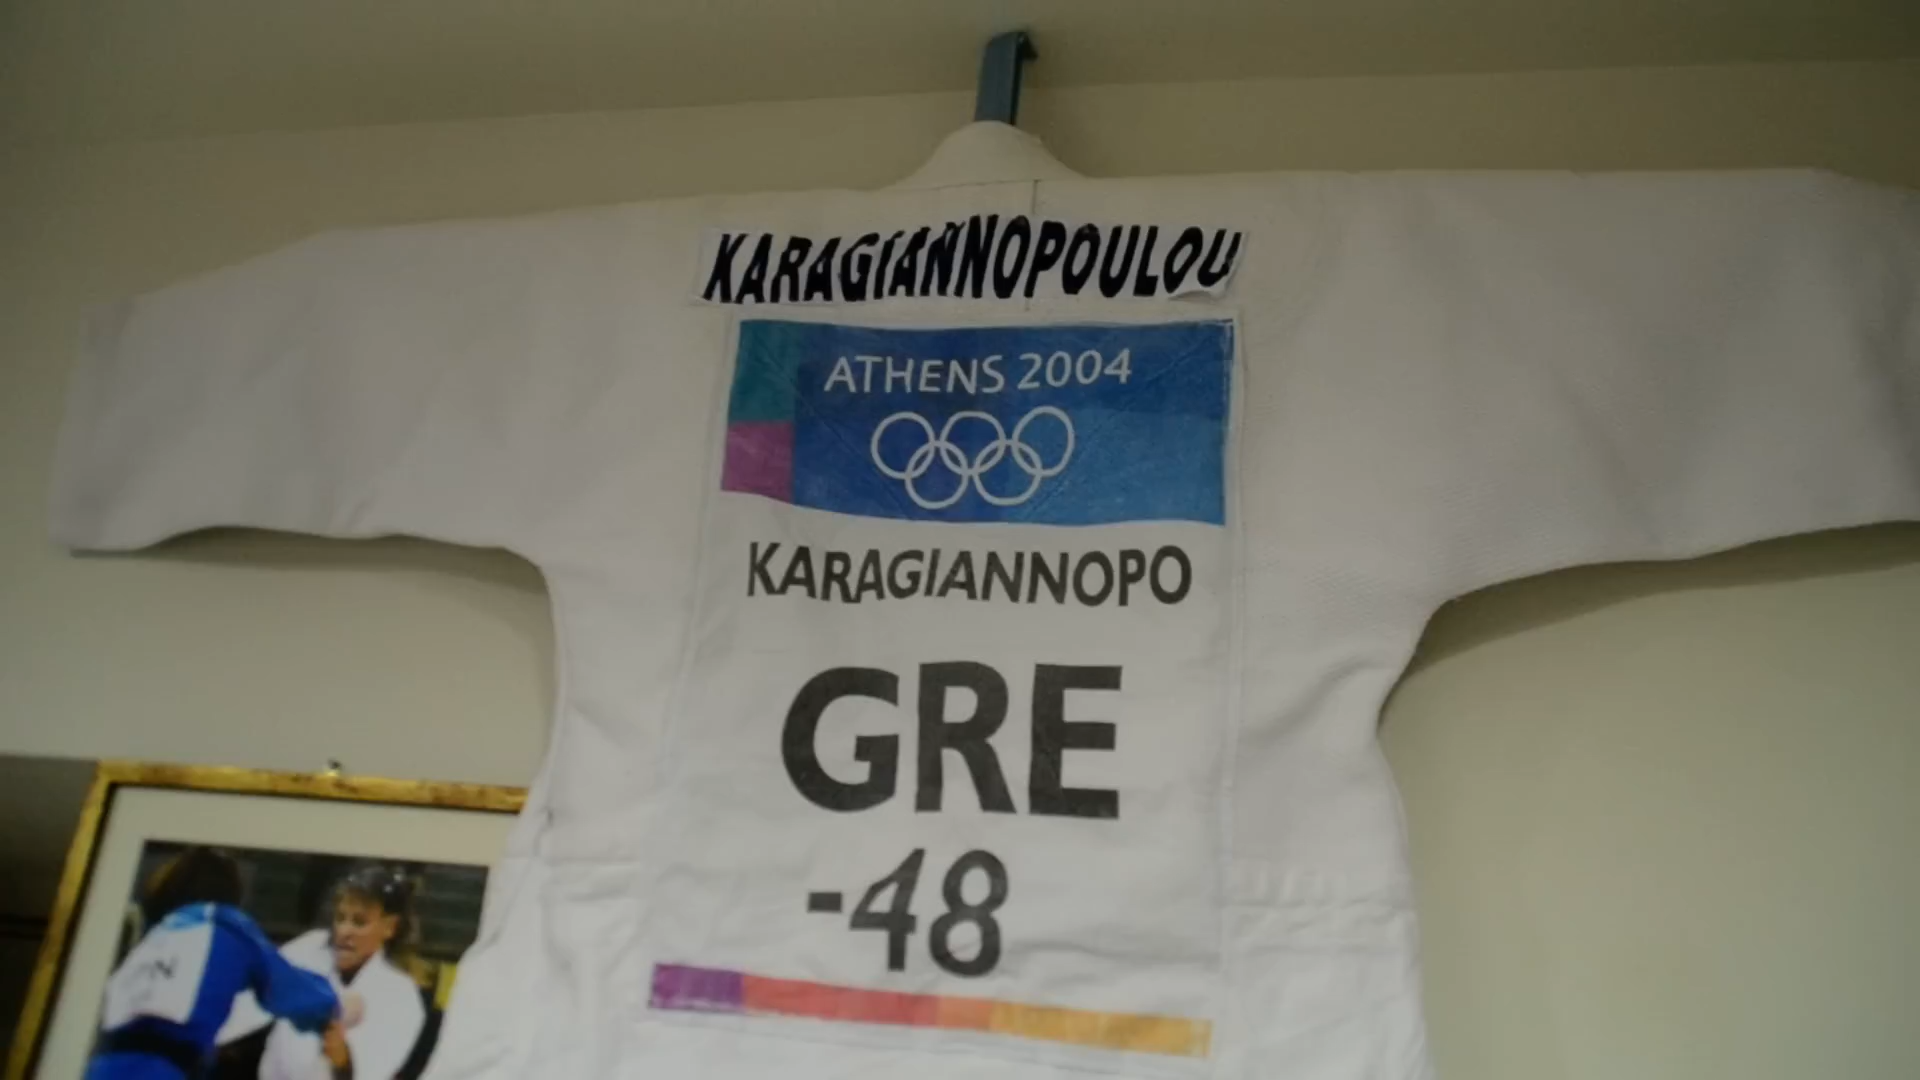 KARAGIANNOPOULOU
ATHENS 2004
KARAGIANNOPO
GRE
-48